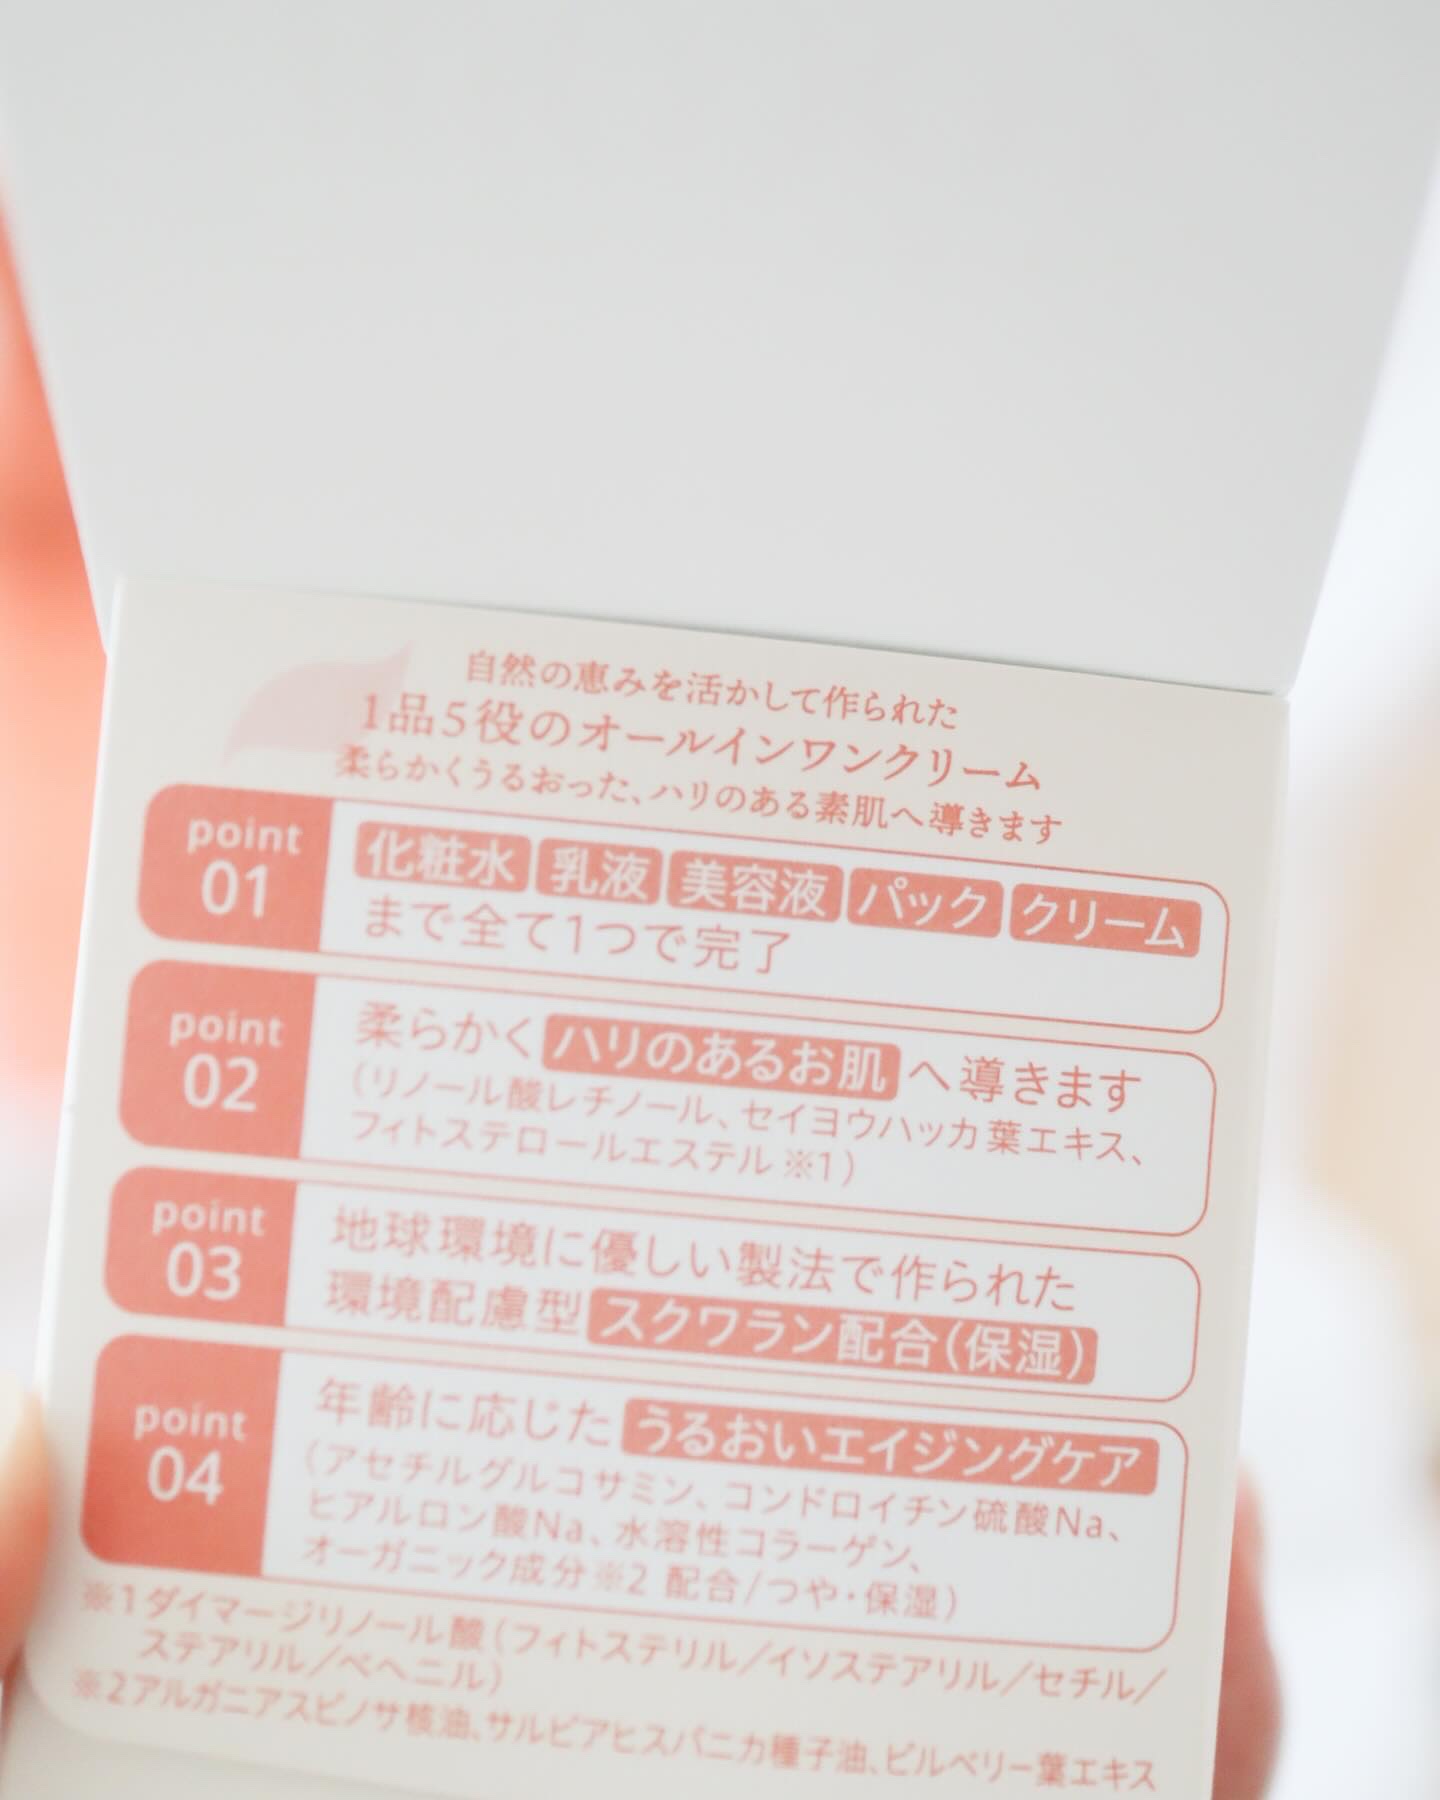 自然の恵みを活かして作られた
1品5役のオールインワンクリーム
柔らかくうるおった、ハリのある素肌へ導きます
point
01
化粧水 乳液 美容液 パック クリーム
まで全て1つで完了
point
02
柔らかくハリのあるお肌へ導きます
(リノール酸レチノール、セイヨウハッカ葉エキス、
フィトステロールエステル※1)
point
03
地球環境に優しい製法で作られた
環境配慮型スクワラン配合(保湿)
point
04
年齢に応じたうるおいエイジングケア
(アセチルグルコサミン、コンドロイチン硫酸Na、
ヒアルロン酸Na、水溶性コラーゲン、
オーガニック成分※2 配合/つや・保湿)
※1ダイマージリノール酸(フィトステリル/イソステアリル/セチル/
ステアリル/ベヘニル)
※2アルガニアスピノサ核油、サルビアヒスパニカ種子油、ビルベリー葉エキス